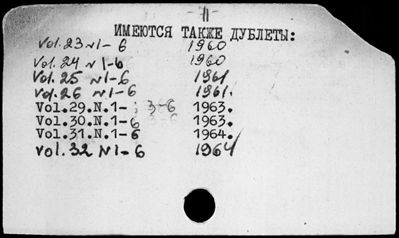 - 11 -
ИМЕЮТСЯ ТАКЖЕ ДУБЛЕТЫ:
Vol.23 N1-6 1960
Vol.24 N1-6 1960
Vol.25 N1-6 1961
Vol.26 N1-6 1961.
Vol.29.N.1- ; 3-6 1963.
Vol.30.N.1-6 1963.
Vol.31.N.1-6 1964.
Vol.32 N1-6 1964